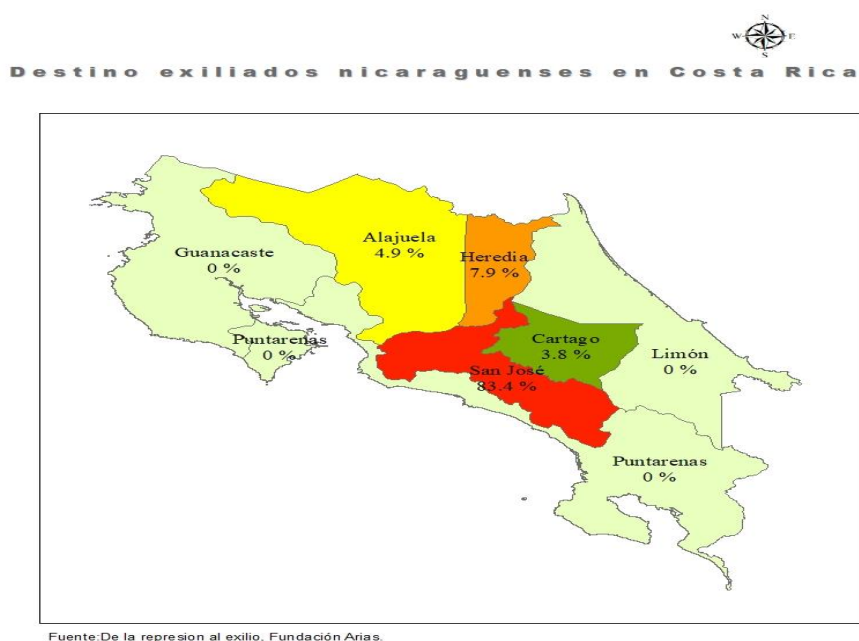 N
W E
S
Destino exiliados nicaraguenses en Costa Rica
Alajuela
4.9 %
Heredia
7.9 %
Guanacaste
0 %
Puntarenas
0 %
Cartago
3.8 %
Limón
0 %
San José
83.4 %
Puntarenas
0 %
Fuente:De la represion al exilio. Fundación Arias.